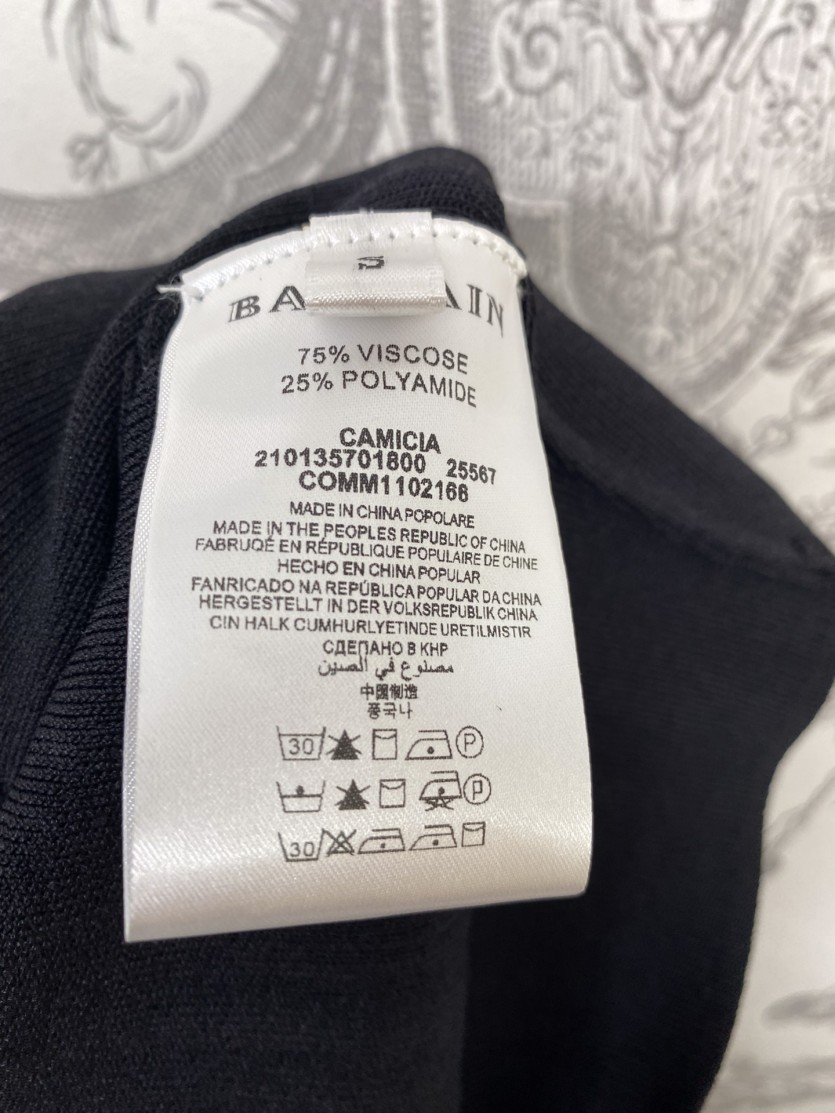 S
BA AIN
75% VISCOSE
25% POLYAMIDE
CAMICIA
210135701800 25567
COMM1102166
MADE IN CHINA POPOLARE
MADE IN THE PEOPLES REPUBLIC OF CHINA
FABRUQÉ EN RÉPUBLIQUE POPULAIRE DE CHINE
HECHO EN CHINA POPULAR
FANRICADO NA REPÚBLICA POPULAR DA CHINA
HERGESTELLT IN DER VOLKSREPUBLIK CHINA
CIN HALK CUMHURLYETINDE URETILMISTIR
СДЕПАНО В КНР
مصنوع في الصين
中國制造
중국나
30 P
P
30